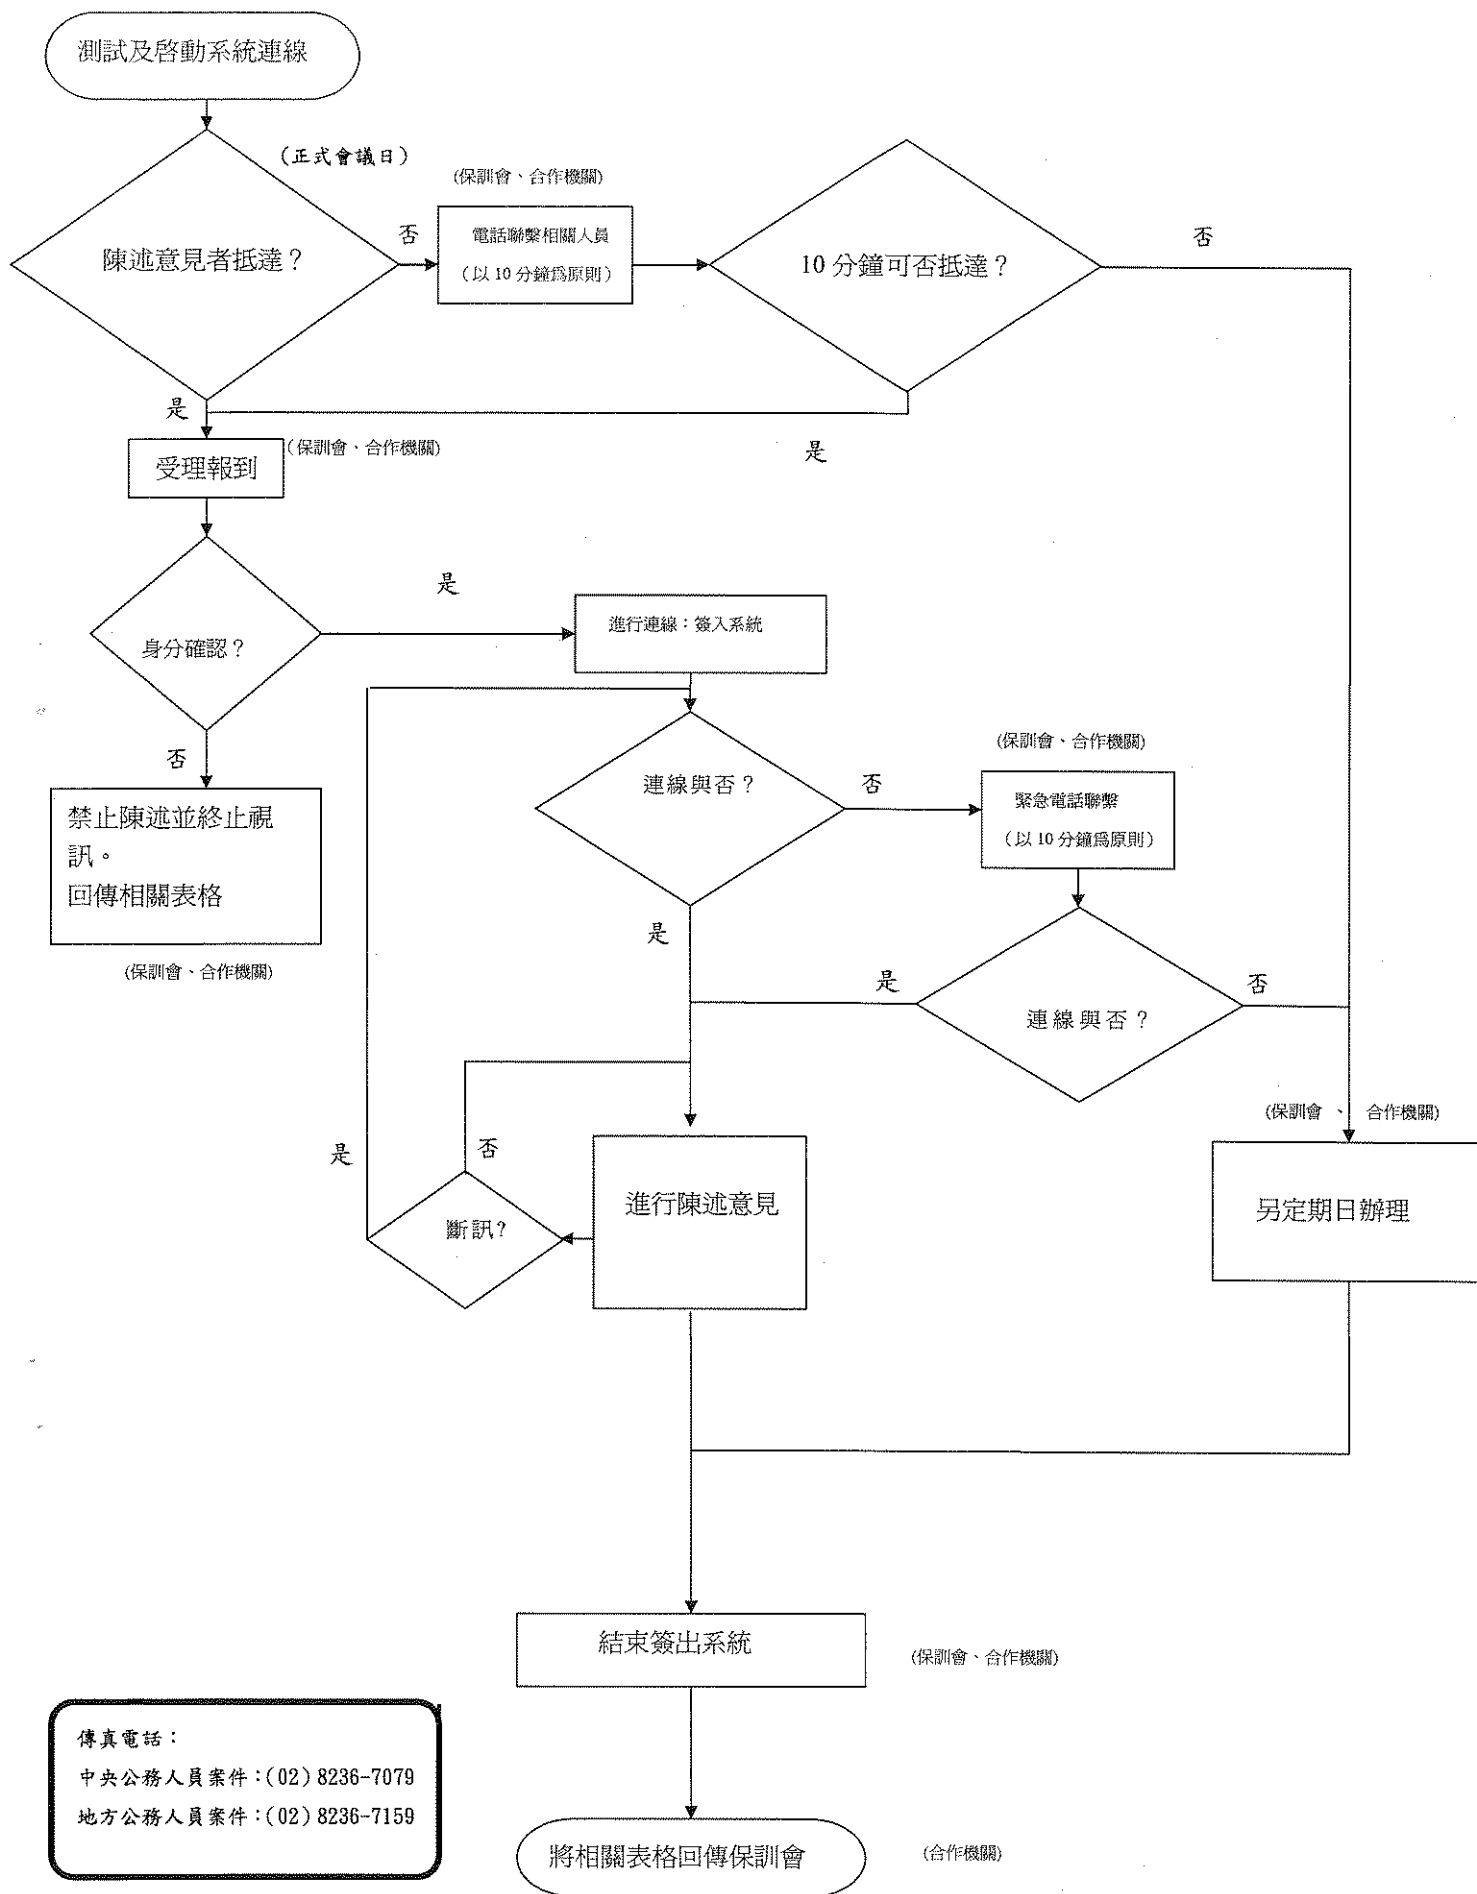 測試及啓動系統連線
(正式會議日)
陳述意見者抵達？
否
(保訓會、合作機關)
電話聯繫相關人員
（以 10 分鐘爲原則）
10 分鐘可否抵達？
否
是
是
受理報到
（保訓會、合作機關)
身分確認？
是
進行連線：簽入系統
否
禁止陳述並終止視
訊。
回傳相關表格
(保訓會、合作機關)
連線與否？
否
(保訓會、合作機關)
緊急電話聯繫
（以 10 分鐘爲原則）
是
是
連線與否？
否
(保訓會 、 合作機關)
另定期日辦理
進行陳述意見
斷訊？
否
是
結束簽出系統
(保訓會、合作機關)
將相關表格回傳保訓會
(合作機關)
傳真電話：
中央公務人員案件：(02) 8236-7079
地方公務人員案件：(02) 8236-7159